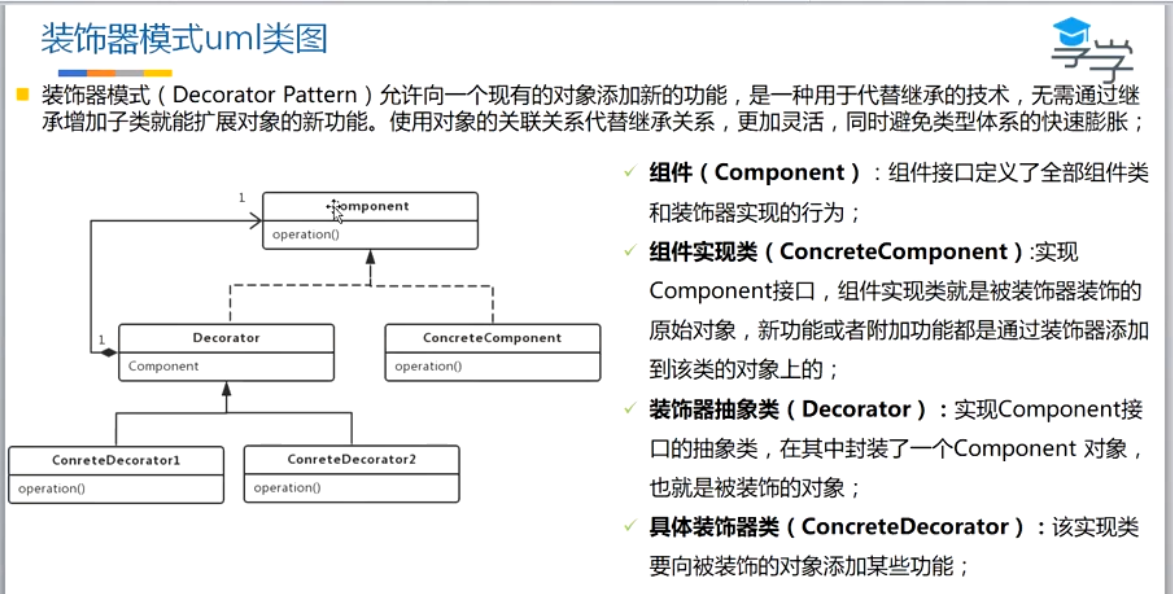 装饰器模式uml类图
享学
装饰器模式（Decorator Pattern）允许向一个现有的对象添加新的功能，是一种用于代替继承的技术，无需通过继
承增加子类就能扩展对象的新功能。使用对象的关联关系代替继承关系，更加灵活，同时避免类型体系的快速膨胀；
1
Component
operation()
1
Decorator
Component
ConcreteComponent
operation()
ConreteDecorator1
operation()
ConreteDecorator2
operation()
组件（Component）：组件接口定义了全部组件类
和装饰器实现的行为；
组件实现类（ConcreteComponent）:实现
Component接口，组件实现类就是被装饰器装饰的
原始对象，新功能或者附加功能都是通过装饰器添加
到该类的对象上的；
装饰器抽象类（Decorator）：实现Component接
口的抽象类，在其中封装了一个Component 对象，
也就是被装饰的对象；
具体装饰器类（ConcreteDecorator）：该实现类
要向被装饰的对象添加某些功能；